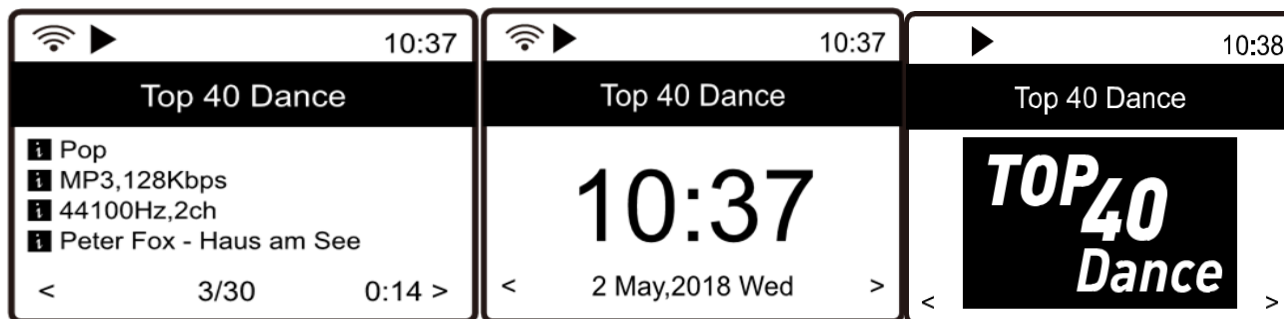 10:37
Top 40 Dance
i Pop
i MP3,128Kbps
i 44100Hz,2ch
i Peter Fox - Haus am See
< 3/30 0:14 >
10:37
Top 40 Dance
10:37
< 2 May,2018 Wed >
10:38
Top 40 Dance
TOP
40
Dance
< >